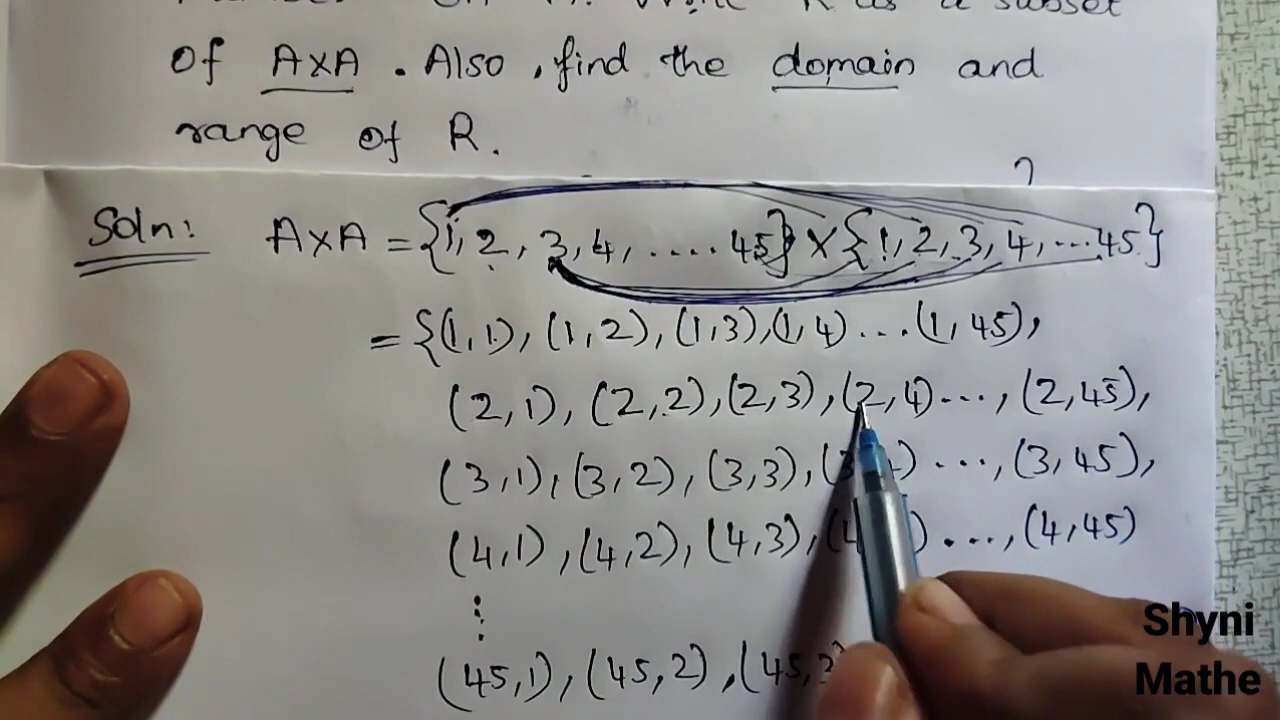 of A×A. Also, find the domain and
range of R.
Soln: A×A = {1, 2, 3, 4, .... 45} × {1, 2, 3, 4, ... 45}
= {(1, 1), (1, 2), (1, 3), (1, 4) ... (1, 45),
(2, 1), (2, 2), (2, 3), (2, 4) ..., (2, 45),
(3, 1), (3, 2), (3, 3), ..., (3, 45),
(4, 1), (4, 2), (4, 3), ..., (4, 45)
⋮
(45, 1), (45, 2), (45,
Shyni
Mathe